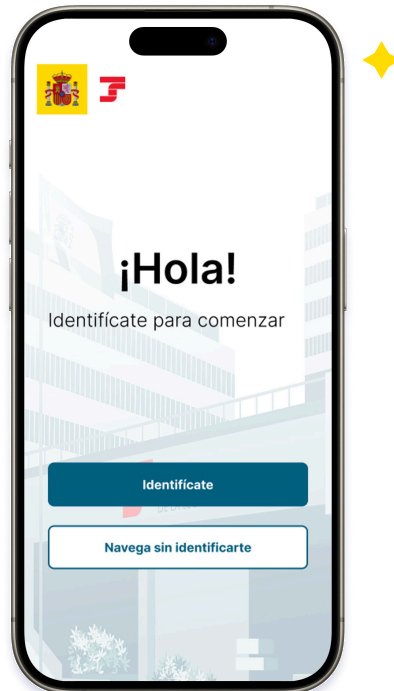 ¡Hola!
Identifícate para comenzar
Identifícate
Navega sin identificarte